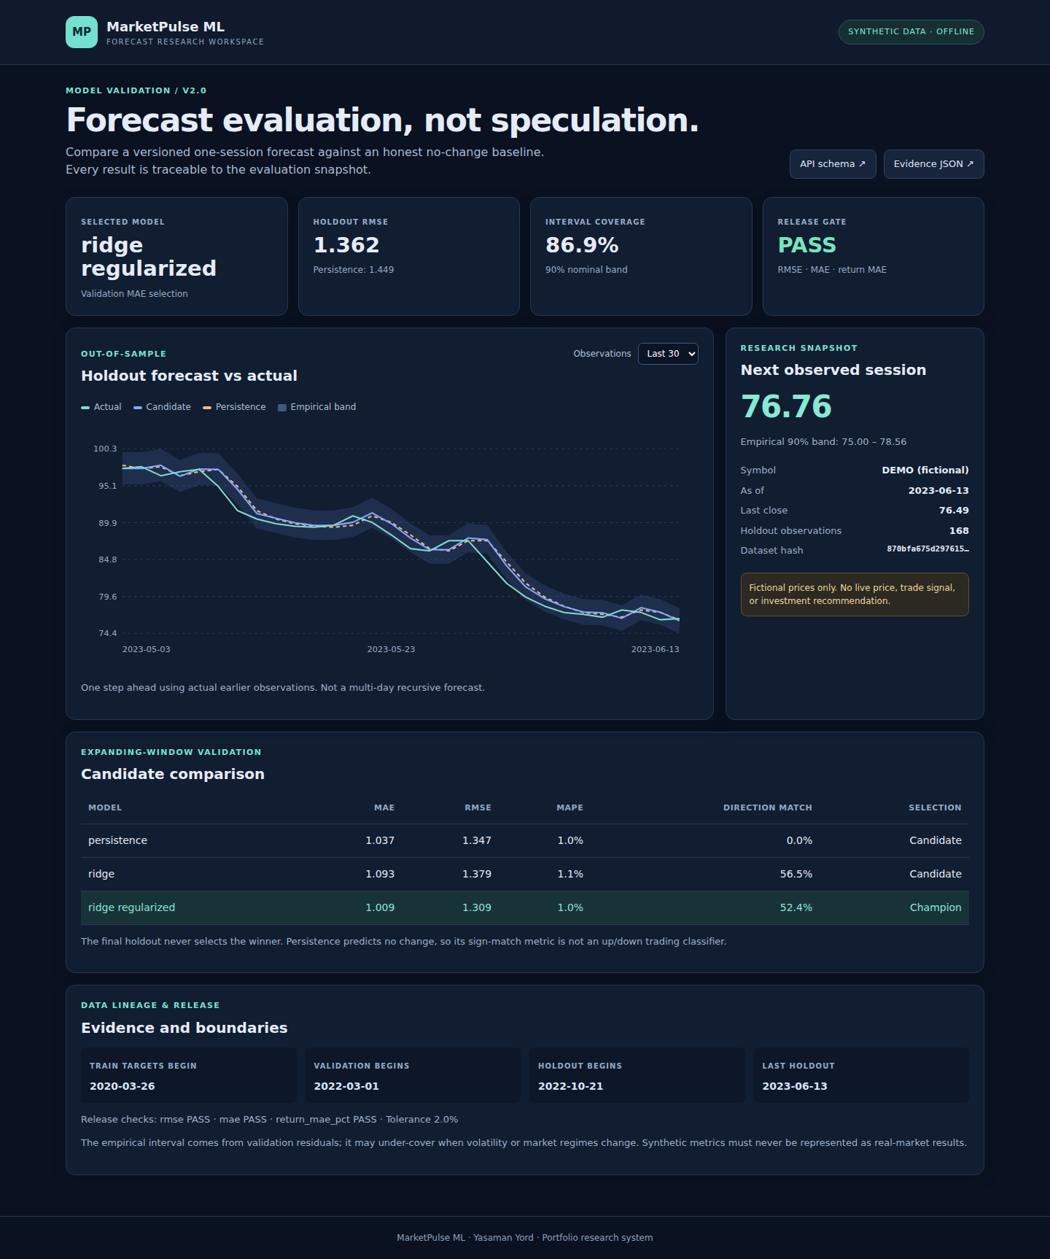 MP
MarketPulse ML
FORECAST RESEARCH WORKSPACE
SYNTHETIC DATA · OFFLINE
MODEL VALIDATION / V2.0
Forecast evaluation, not speculation.
Compare a versioned one-session forecast against an honest no-change baseline.
Every result is traceable to the evaluation snapshot.
API schema ↗
Evidence JSON ↗
SELECTED MODEL
ridge
regularized
Validation MAE selection
HOLDOUT RMSE
1.362
Persistence: 1.449
INTERVAL COVERAGE
86.9%
90% nominal band
RELEASE GATE
PASS
RMSE · MAE · return MAE
OUT-OF-SAMPLE
Holdout forecast vs actual
Observations Last 30
Actual Candidate Persistence Empirical band
100.3
95.1
89.9
84.8
79.6
74.4
2023-05-03 2023-05-23 2023-06-13
One step ahead using actual earlier observations. Not a multi-day recursive forecast.
RESEARCH SNAPSHOT
Next observed session
76.76
Empirical 90% band: 75.00 – 78.56
Symbol DEMO (fictional)
As of 2023-06-13
Last close 76.49
Holdout observations 168
Dataset hash 870bfa675d297615…
Fictional prices only. No live price, trade signal,
or investment recommendation.
EXPANDING-WINDOW VALIDATION
Candidate comparison
MODEL MAE RMSE MAPE DIRECTION MATCH SELECTION
persistence 1.037 1.347 1.0% 0.0% Candidate
ridge 1.093 1.379 1.1% 56.5% Candidate
ridge regularized 1.009 1.309 1.0% 52.4% Champion
The final holdout never selects the winner. Persistence predicts no change, so its sign-match metric is not an up/down trading classifier.
DATA LINEAGE & RELEASE
Evidence and boundaries
TRAIN TARGETS BEGIN
2020-03-26
VALIDATION BEGINS
2022-03-01
HOLDOUT BEGINS
2022-10-21
LAST HOLDOUT
2023-06-13
Release checks: rmse PASS · mae PASS · return_mae_pct PASS · Tolerance 2.0%
The empirical interval comes from validation residuals; it may under-cover when volatility or market regimes change. Synthetic metrics must never be represented as real-market results.
MarketPulse ML · Yasaman Yord · Portfolio research system